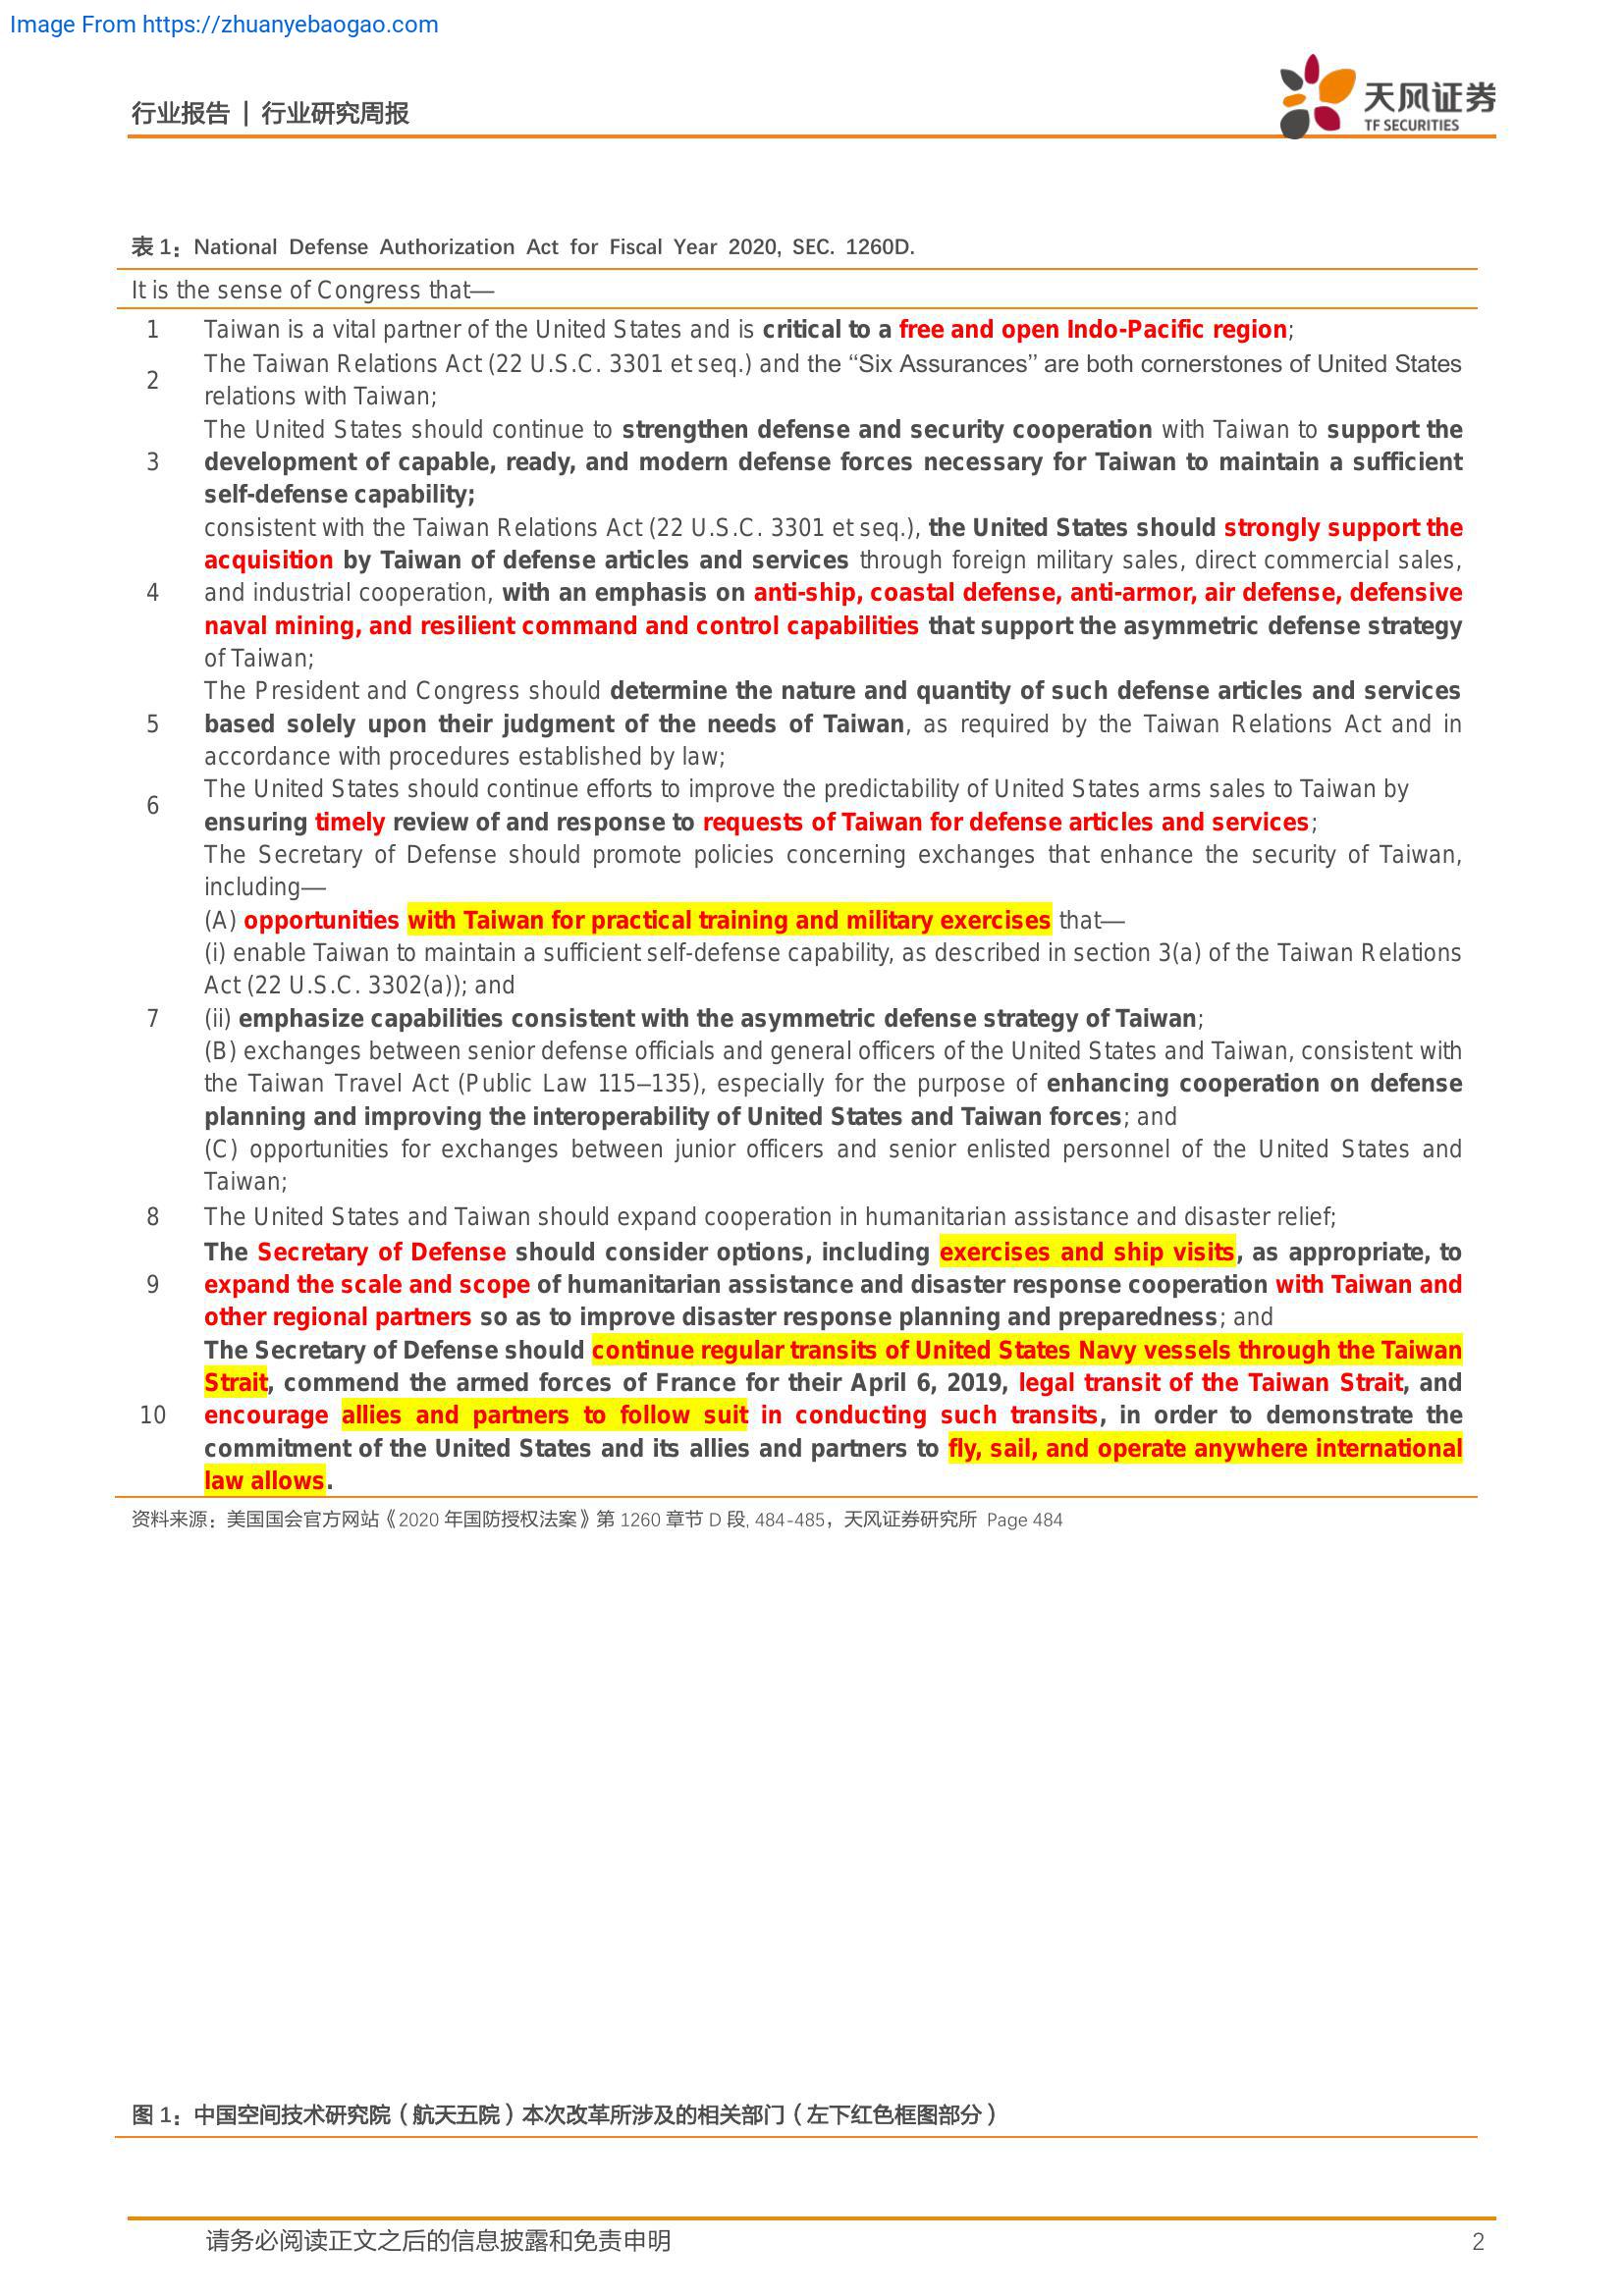 Image From https://zhuanyebaogao.com
行业报告 | 行业研究周报
天风证券
TF SECURITIES
表 1：National Defense Authorization Act for Fiscal Year 2020, SEC. 1260D.
It is the sense of Congress that—
1 Taiwan is a vital partner of the United States and is critical to a free and open Indo-Pacific region;
The Taiwan Relations Act (22 U.S.C. 3301 et seq.) and the “Six Assurances” are both cornerstones of United States
2
relations with Taiwan;
The United States should continue to strengthen defense and security cooperation with Taiwan to support the
3 development of capable, ready, and modern defense forces necessary for Taiwan to maintain a sufficient
self-defense capability;
consistent with the Taiwan Relations Act (22 U.S.C. 3301 et seq.), the United States should strongly support the
acquisition by Taiwan of defense articles and services through foreign military sales, direct commercial sales,
4 and industrial cooperation, with an emphasis on anti-ship, coastal defense, anti-armor, air defense, defensive
naval mining, and resilient command and control capabilities that support the asymmetric defense strategy
of Taiwan;
The President and Congress should determine the nature and quantity of such defense articles and services
5 based solely upon their judgment of the needs of Taiwan, as required by the Taiwan Relations Act and in
accordance with procedures established by law;
The United States should continue efforts to improve the predictability of United States arms sales to Taiwan by
6
ensuring timely review of and response to requests of Taiwan for defense articles and services;
The Secretary of Defense should promote policies concerning exchanges that enhance the security of Taiwan,
including—
(A) opportunities with Taiwan for practical training and military exercises that—
(i) enable Taiwan to maintain a sufficient self-defense capability, as described in section 3(a) of the Taiwan Relations
Act (22 U.S.C. 3302(a)); and
7 (ii) emphasize capabilities consistent with the asymmetric defense strategy of Taiwan;
(B) exchanges between senior defense officials and general officers of the United States and Taiwan, consistent with
the Taiwan Travel Act (Public Law 115–135), especially for the purpose of enhancing cooperation on defense
planning and improving the interoperability of United States and Taiwan forces; and
(C) opportunities for exchanges between junior officers and senior enlisted personnel of the United States and
Taiwan;
8 The United States and Taiwan should expand cooperation in humanitarian assistance and disaster relief;
The Secretary of Defense should consider options, including exercises and ship visits, as appropriate, to
9 expand the scale and scope of humanitarian assistance and disaster response cooperation with Taiwan and
other regional partners so as to improve disaster response planning and preparedness; and
The Secretary of Defense should continue regular transits of United States Navy vessels through the Taiwan
Strait, commend the armed forces of France for their April 6, 2019, legal transit of the Taiwan Strait, and
10 encourage allies and partners to follow suit in conducting such transits, in order to demonstrate the
commitment of the United States and its allies and partners to fly, sail, and operate anywhere international
law allows.
资料来源：美国国会官方网站《2020 年国防授权法案》第 1260 章节 D 段, 484-485，天风证券研究所 Page 484
图 1：中国空间技术研究院（航天五院）本次改革所涉及的相关部门（左下红色框图部分）
请务必阅读正文之后的信息披露和免责申明
2